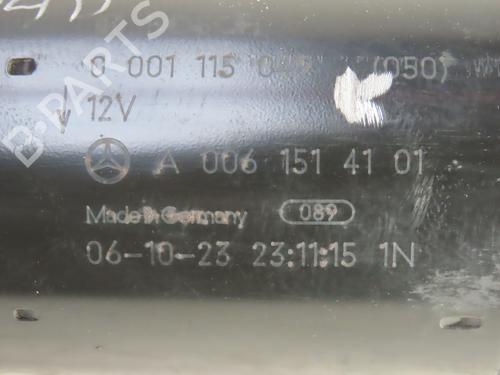 0 001 115 (050)
12V
A 006 151 41 01
Made in Germany 089
06-10-23 23:11:15 1N
B-PARTS